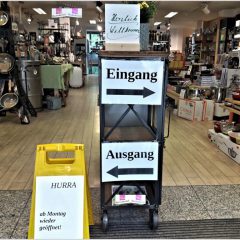 Herzlich
Willkommen
Eingang
Ausgang
HURRA
ab Montag
wieder
geöffnet!